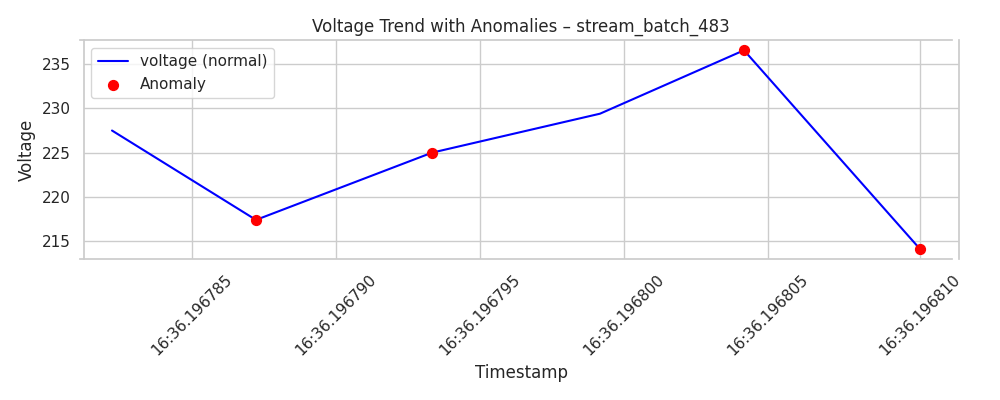 Voltage Trend with Anomalies – stream_batch_483
voltage (normal)
Anomaly
Voltage
235
230
225
220
215
16:36.196785
16:36.196790
16:36.196795
16:36.196800
16:36.196805
16:36.196810
Timestamp